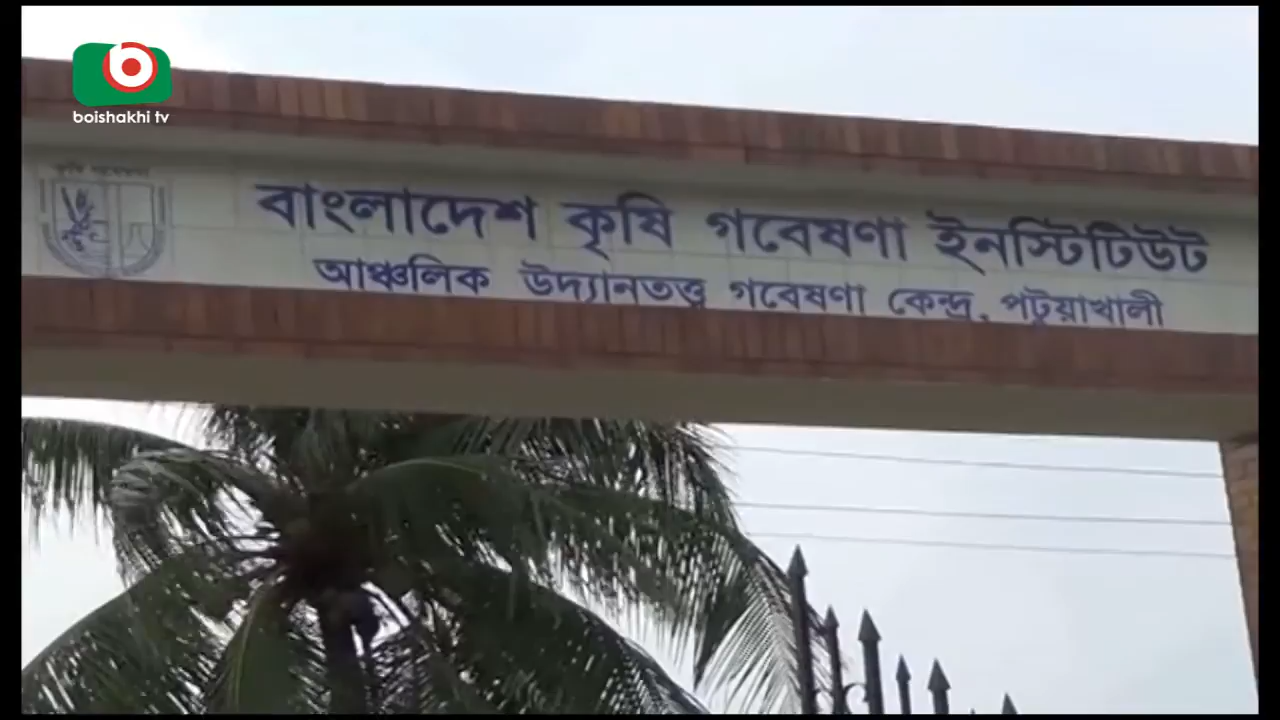 boishakhi tv
বাংলাদেশ কৃষি গবেষণা ইনস্টিটিউট
আঞ্চলিক উদ্যানতত্ত্ব গবেষণা কেন্দ্র, পটুয়াখালী